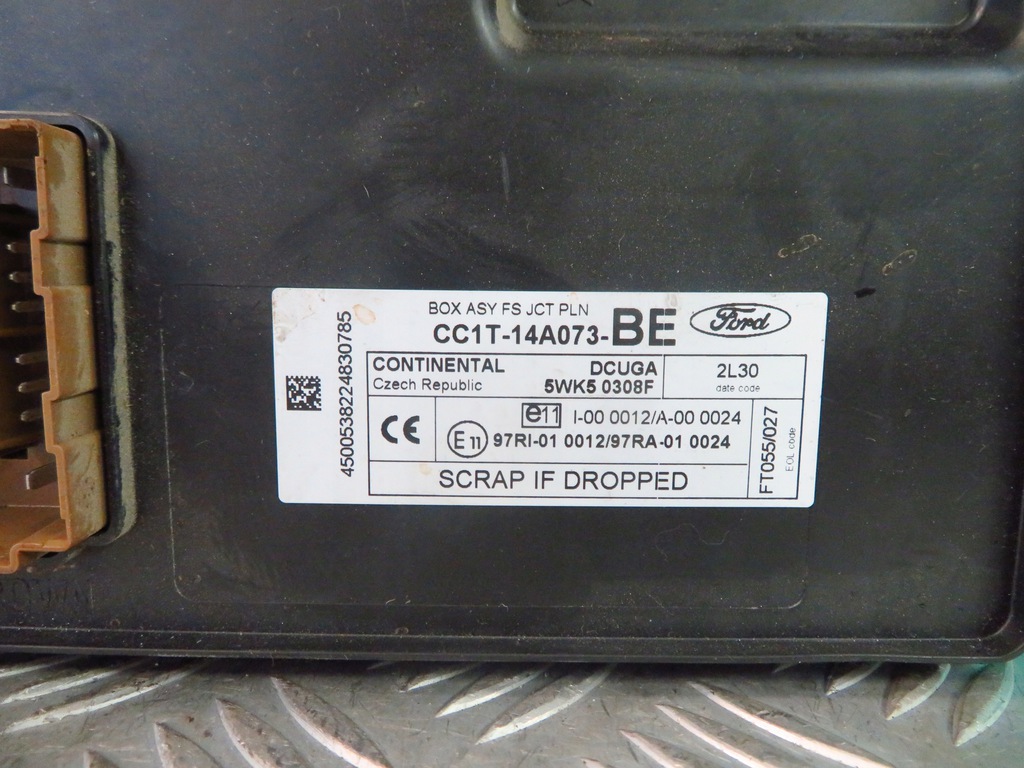 BOX ASY FS JCT PLN
CC1T-14A073-BE
Ford
CONTINENTAL DCUGA
Czech Republic 5WK5 0308F
2L30
date code
4500538224830785
CE
e11 I-00 0012/A-00 0024
E11 97RI-01 0012/97RA-01 0024
SCRAP IF DROPPED
FT055/027
EOL code